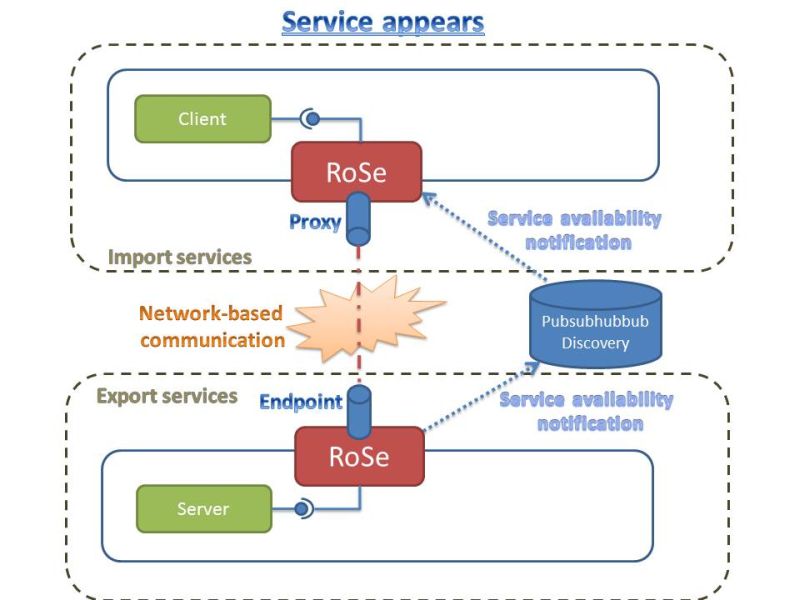 Service appears
Client
RoSe
Proxy
Service availability
notification
Import services
Network-based
communication
Pubsubhubbub
Discovery
Export services
Endpoint
Service availability
notification
RoSe
Server